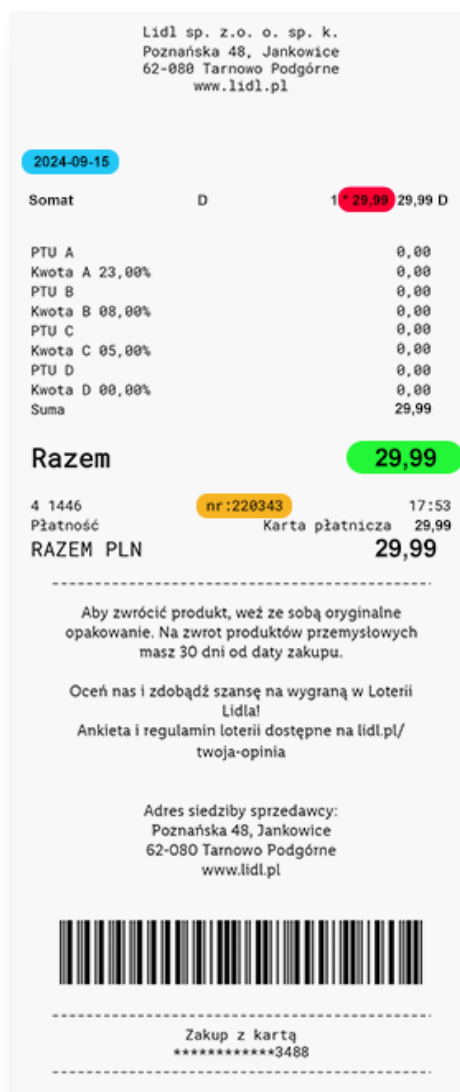 Lidl sp. z.o. o. sp. k.
Poznańska 48, Jankowice
62-080 Tarnowo Podgórne
www.lidl.pl
2024-09-15
Somat D 1 * 29,99 29,99 D
PTU A 0,00
Kwota A 23,00% 0,00
PTU B 0,00
Kwota B 08,00% 0,00
PTU C 0,00
Kwota C 05,00% 0,00
PTU D 0,00
Kwota D 00,00% 0,00
Suma 29,99
Razem 29,99
4 1446 nr:220343 17:53
Płatność Karta płatnicza 29,99
RAZEM PLN 29,99
Aby zwrócić produkt, weź ze sobą oryginalne
opakowanie. Na zwrot produktów przemysłowych
masz 30 dni od daty zakupu.
Oceń nas i zdobądź szansę na wygraną w Loterii
Lidla!
Ankieta i regulamin loterii dostępne na lidl.pl/
twoja-opinia
Adres siedziby sprzedawcy:
Poznańska 48, Jankowice
62-080 Tarnowo Podgórne
www.lidl.pl
Zakup z kartą
************3488